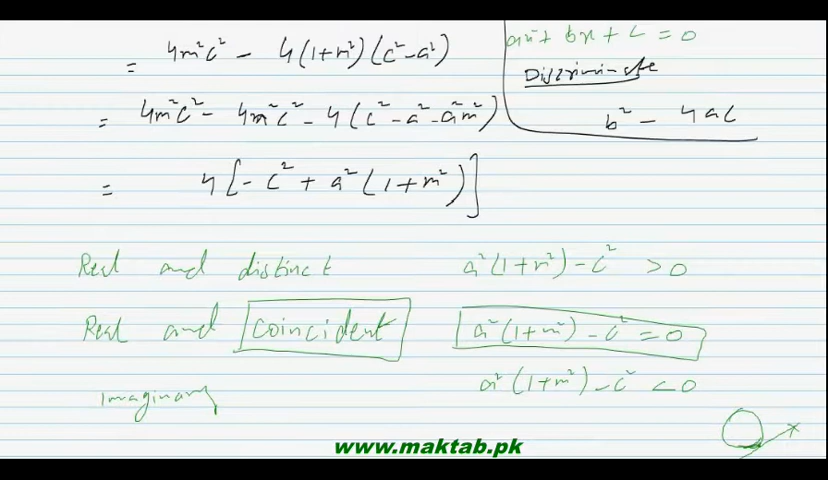 = 4m²c² - 4(1+m²)(c²-a²)
= 4m²c² - 4m²c² - 4(c²-a²-a²m²)
= 4[-c² + a²(1+m²)]
ax²+bx+c=0
Discriminate
b² - 4ac
Real and distinct a²(1+m²)-c² >0
Real and coincident a²(1+m²)-c²=0
Imaginary a²(1+m²)-c² <0
www.maktab.pk